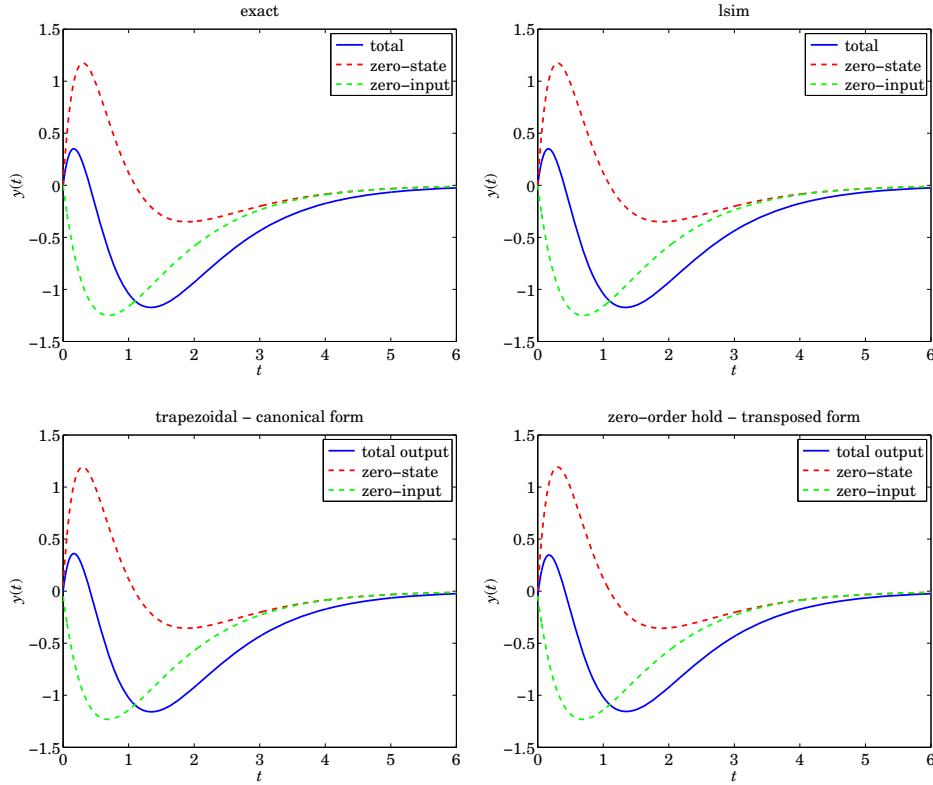 exact
total
zero−state
zero−input
1.5
1
0.5
0
−0.5
−1
−1.5
y(t)
0 1 2 3 4 5 6
t
lsim
total
zero−state
zero−input
1.5
1
0.5
0
−0.5
−1
−1.5
y(t)
0 1 2 3 4 5 6
t
trapezoidal − canonical form
total output
zero−state
zero−input
1.5
1
0.5
0
−0.5
−1
−1.5
y(t)
0 1 2 3 4 5 6
t
zero−order hold − transposed form
total output
zero−state
zero−input
1.5
1
0.5
0
−0.5
−1
−1.5
y(t)
0 1 2 3 4 5 6
t